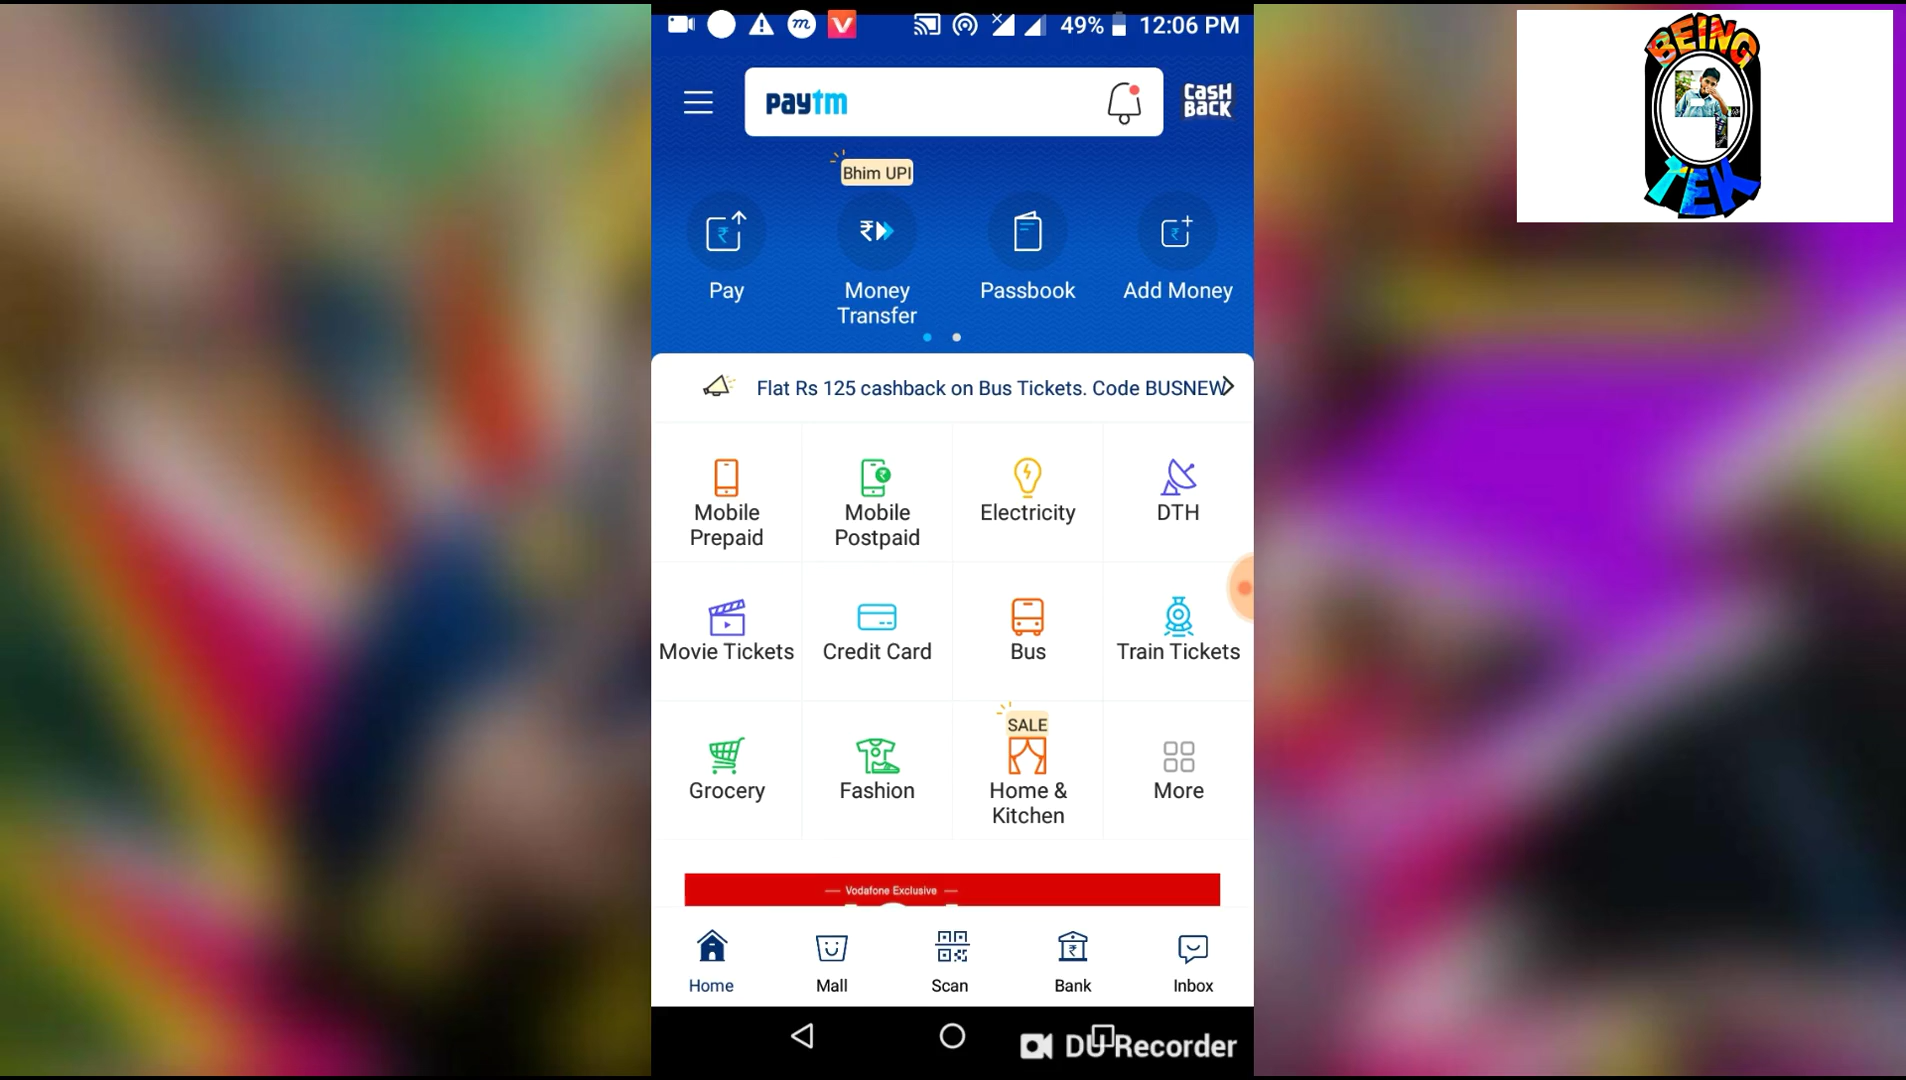 49% 12:06 PM
paytm
CASH
BACK
BEING
TEK
Bhim UPI
Pay
Money
Transfer
Passbook
Add Money
Flat Rs 125 cashback on Bus Tickets. Code BUSNEW
Mobile
Prepaid
Mobile
Postpaid
Electricity
DTH
Movie Tickets
Credit Card
Bus
Train Tickets
SALE
Grocery
Fashion
Home &
Kitchen
More
Vodafone Exclusive
Home
Mall
Scan
Bank
Inbox
DU Recorder